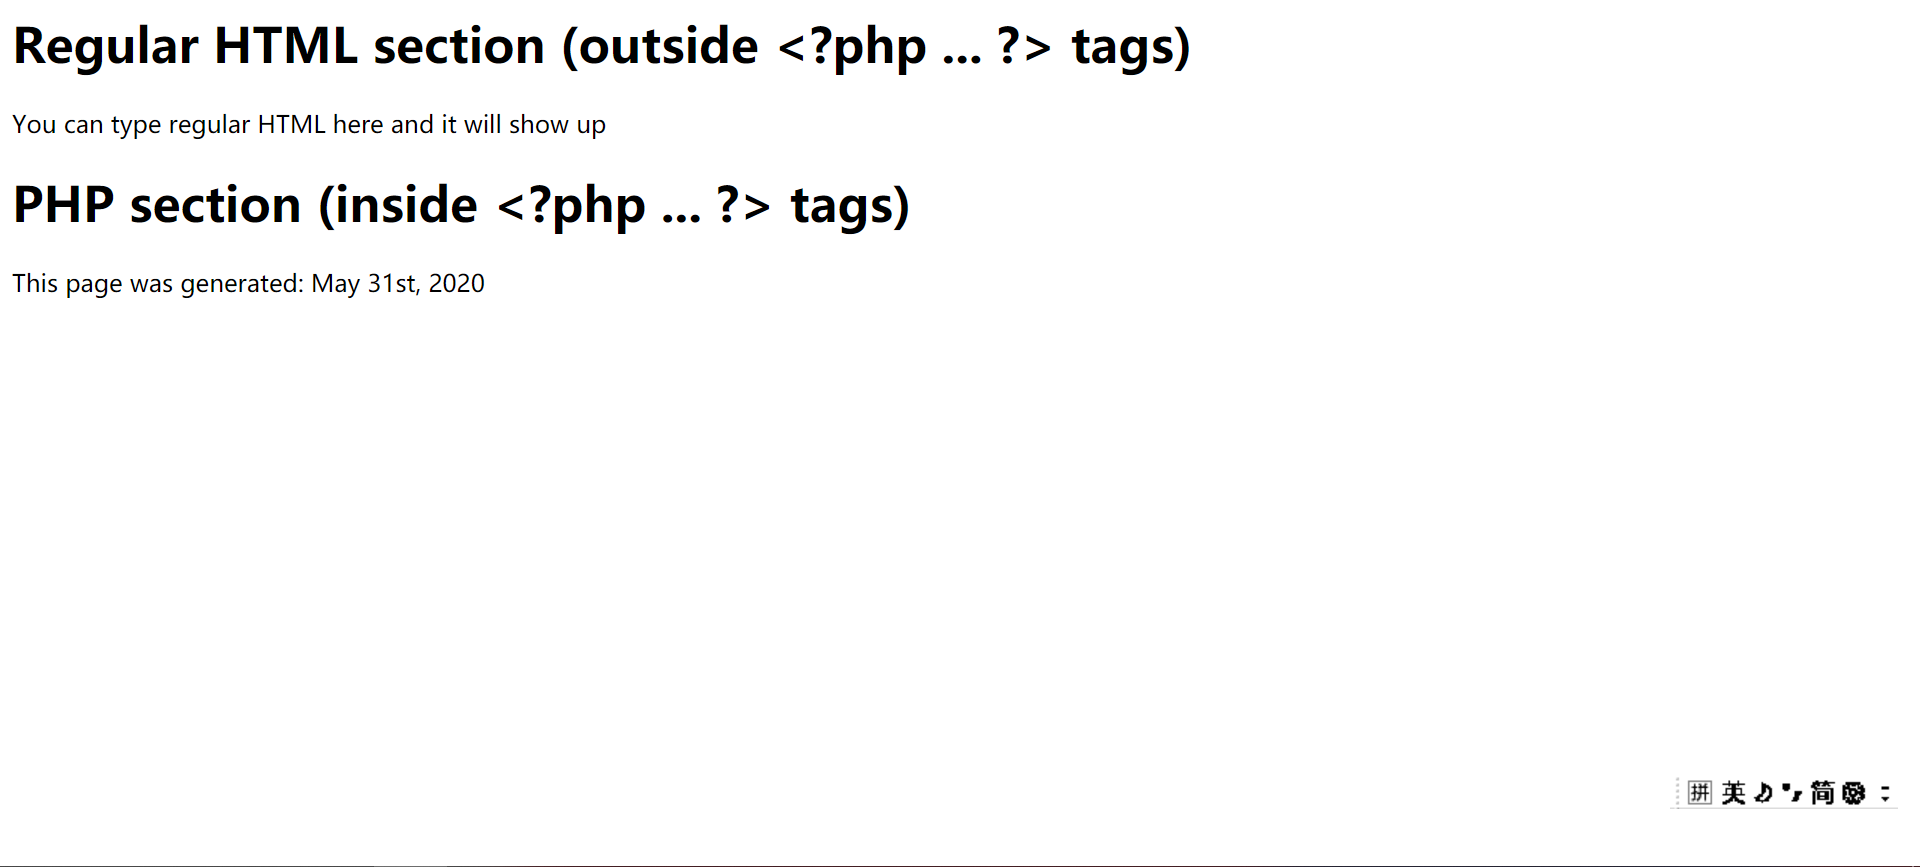 Regular HTML section (outside <?php ... ?> tags)
You can type regular HTML here and it will show up
PHP section (inside <?php ... ?> tags)
This page was generated: May 31st, 2020
拼 英 简